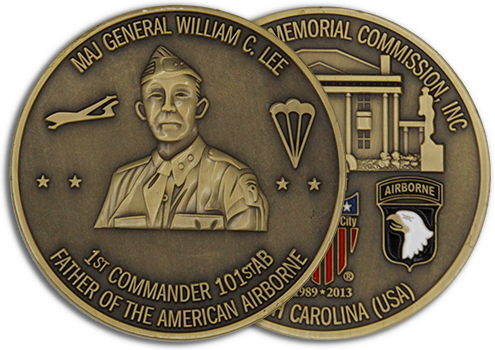 MAJ GENERAL WILLIAM C. LEE
1ST COMMANDER 101STAB
FATHER OF THE AMERICAN AIRBORNE
MEMORIAL COMMISSION, INC
AIRBORNE
City
®
1989 ★ 2013
CAROLINA (USA)